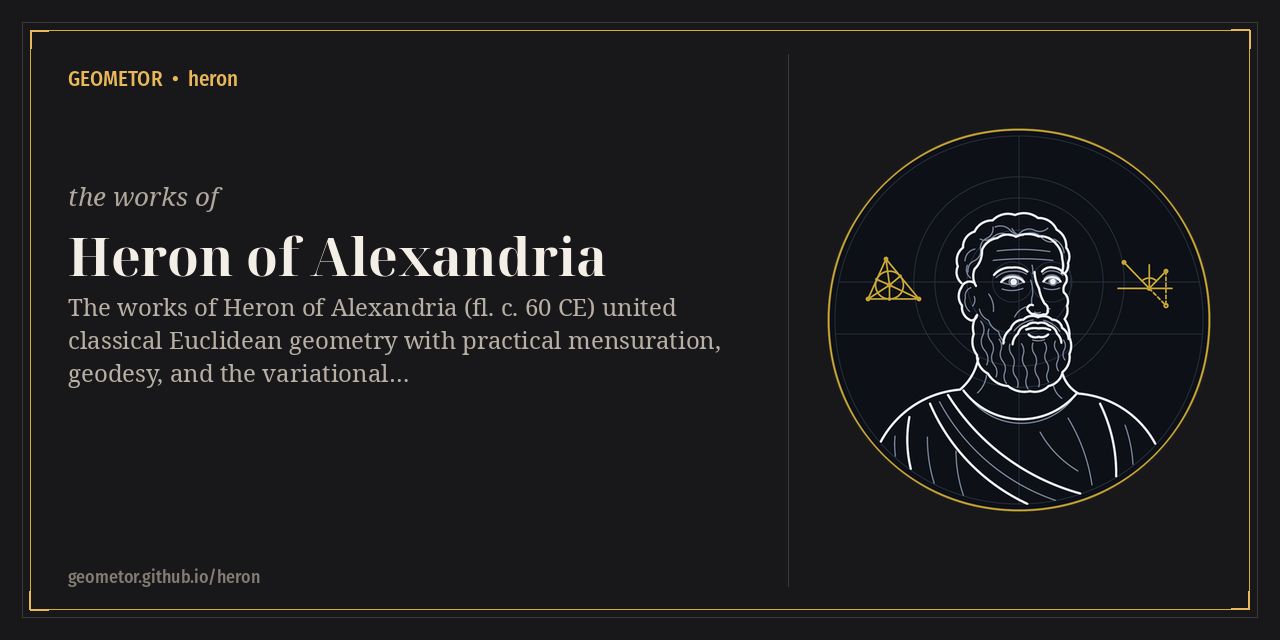 GEOMETOR • heron
the works of
Heron of Alexandria
The works of Heron of Alexandria (fl. c. 60 CE) united
classical Euclidean geometry with practical mensuration,
geodesy, and the variational...
geometor.github.io/heron